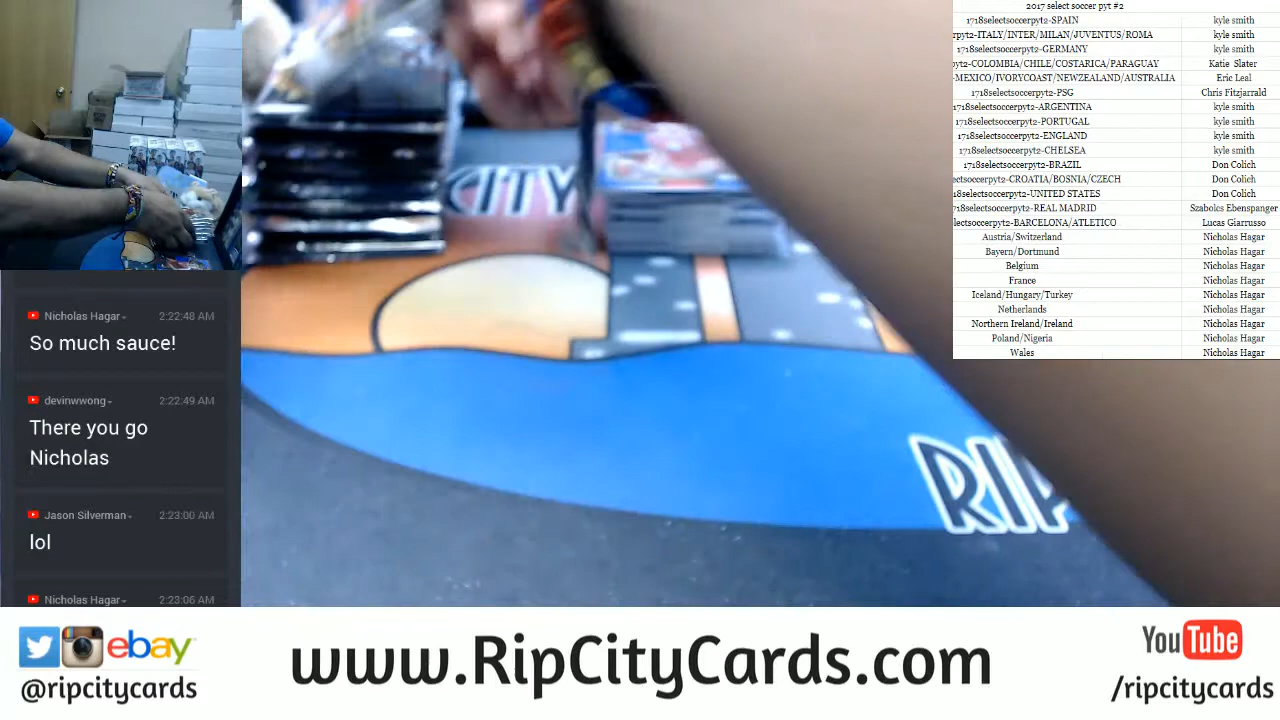 2017 select soccer pyt #2
1718selectsoccerpyt2-SPAIN kyle smith
rpyt2-ITALY/INTER/MILAN/JUVENTUS/ROMA kyle smith
1718selectsoccerpyt2-GERMANY kyle smith
pyt2-COLOMBIA/CHILE/COSTARICA/PARAGUAY Katie Slater
-MEXICO/IVORYCOAST/NEWZEALAND/AUSTRALIA Eric Leal
1718selectsoccerpyt2-PSG Chris Fitzjarrald
1718selectsoccerpyt2-ARGENTINA kyle smith
1718selectsoccerpyt2-PORTUGAL kyle smith
1718selectsoccerpyt2-ENGLAND kyle smith
1718selectsoccerpyt2-CHELSEA kyle smith
1718selectsoccerpyt2-BRAZIL Don Colich
ectsoccerpyt2-CROATIA/BOSNIA/CZECH Don Colich
18selectsoccerpyt2-UNITED STATES Don Colich
718selectsoccerpyt2-REAL MADRID Szabolcs Ebenspanger
lectsoccerpyt2-BARCELONA/ATLETICO Lucas Giarrusso
Austria/Switzerland Nicholas Hagar
Bayern/Dortmund Nicholas Hagar
Belgium Nicholas Hagar
France Nicholas Hagar
Iceland/Hungary/Turkey Nicholas Hagar
Netherlands Nicholas Hagar
Northern Ireland/Ireland Nicholas Hagar
Poland/Nigeria Nicholas Hagar
Wales Nicholas Hagar
CITY
RIP
Nicholas Hagar 2:22:48 AM
So much sauce!
devinwwong 2:22:49 AM
There you go
Nicholas
Jason Silverman 2:23:00 AM
lol
Nicholas Hagar 2:23:06 AM
ebay
@ripcitycards
www.RipCityCards.com
YouTube
/ripcitycards